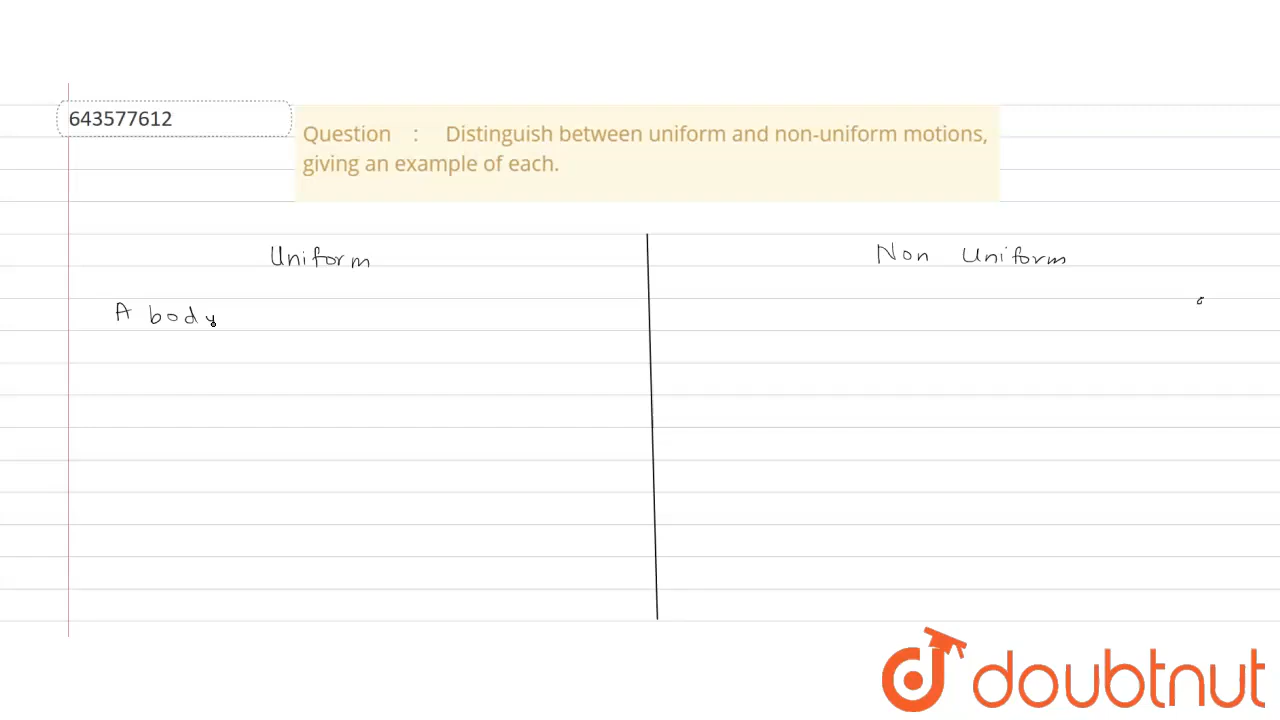 643577612
Question : Distinguish between uniform and non-uniform motions,
giving an example of each.
Uniform
Non Uniform
A body
doubtnut